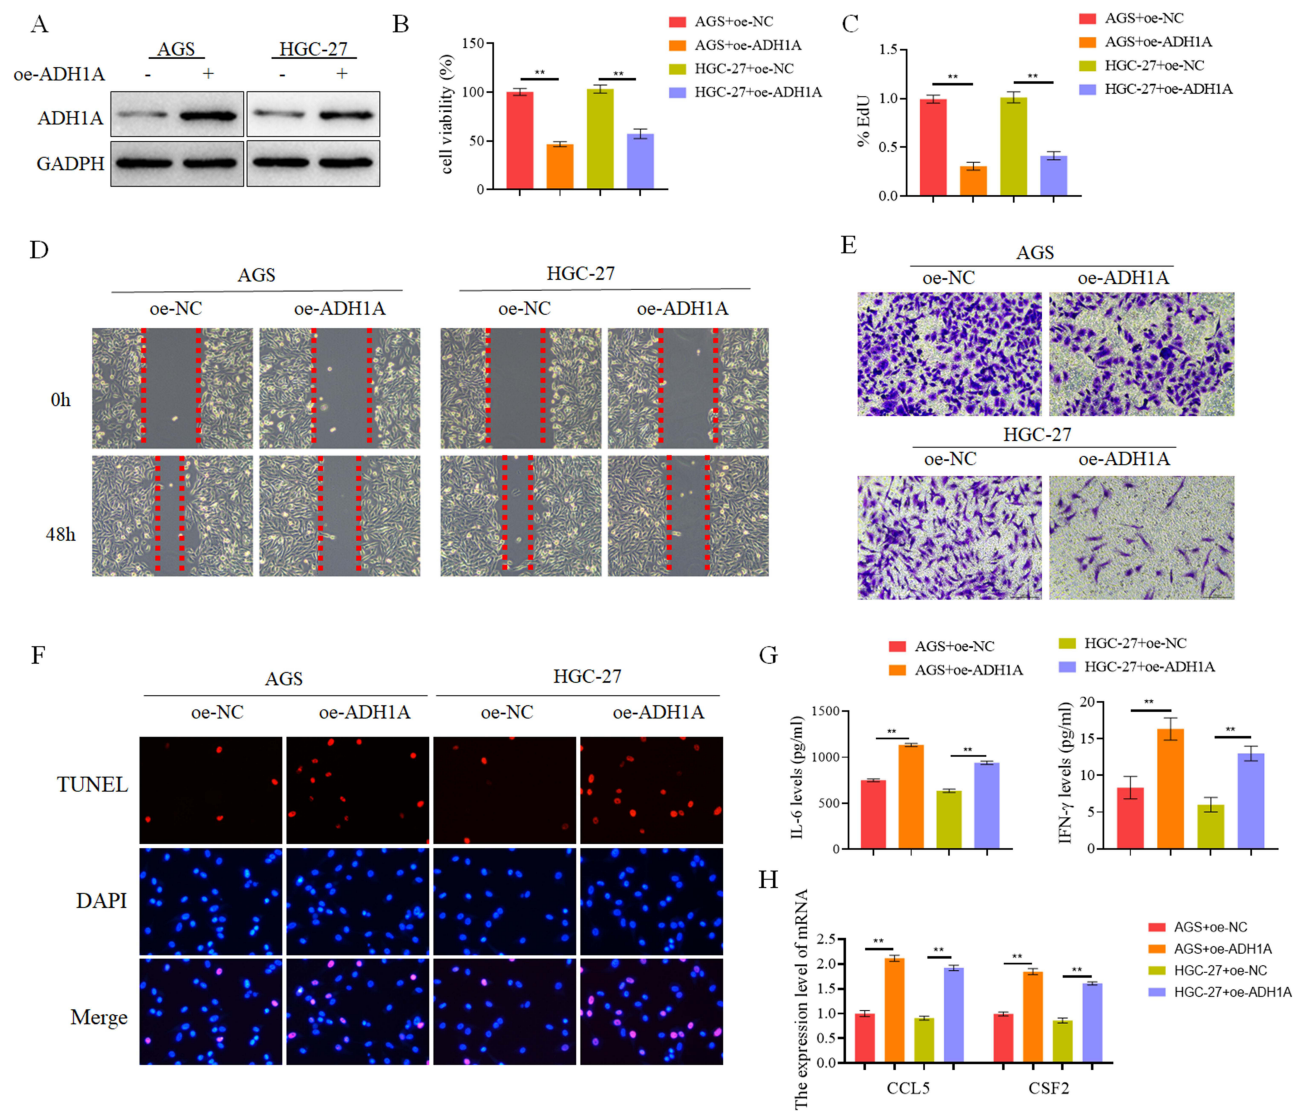 A
AGS HGC-27
oe-ADH1A - + - +
ADH1A
GADPH
B
cell viability (%)
150
100
50
0
** **
AGS+oe-NC
AGS+oe-ADH1A
HGC-27+oe-NC
HGC-27+oe-ADH1A
C
% EdU
1.5
1.0
0.5
0.0
** **
AGS+oe-NC
AGS+oe-ADH1A
HGC-27+oe-NC
HGC-27+oe-ADH1A
D
AGS HGC-27
oe-NC oe-ADH1A oe-NC oe-ADH1A
0h
48h
E
AGS
oe-NC oe-ADH1A
HGC-27
oe-NC oe-ADH1A
F
AGS HGC-27
oe-NC oe-ADH1A oe-NC oe-ADH1A
TUNEL
DAPI
Merge
G
AGS+oe-NC
AGS+oe-ADH1A
HGC-27+oe-NC
HGC-27+oe-ADH1A
IL-6 levels (pg/ml)
1500
1000
500
0
** **
IFN-γ levels (pg/ml)
20
15
10
5
0
** **
H
The expression level of mRNA
2.5
2.0
1.5
1.0
0.5
0.0
** ** ** **
CCL5 CSF2
AGS+oe-NC
AGS+oe-ADH1A
HGC-27+oe-NC
HGC-27+oe-ADH1A